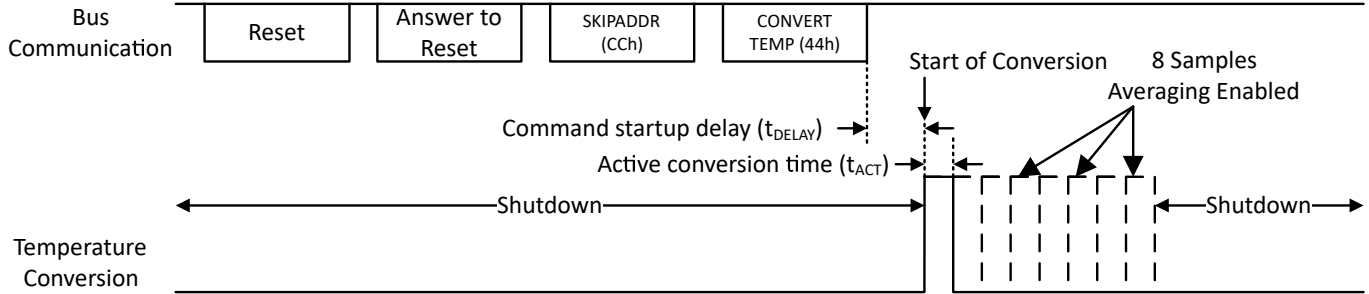 Bus
Communication
Reset
Answer to
Reset
SKIPADDR
(CCh)
CONVERT
TEMP (44h)
Start of Conversion
8 Samples
Averaging Enabled
Command startup delay (tDELAY)
Active conversion time (tACT)
Shutdown
Shutdown
Temperature
Conversion